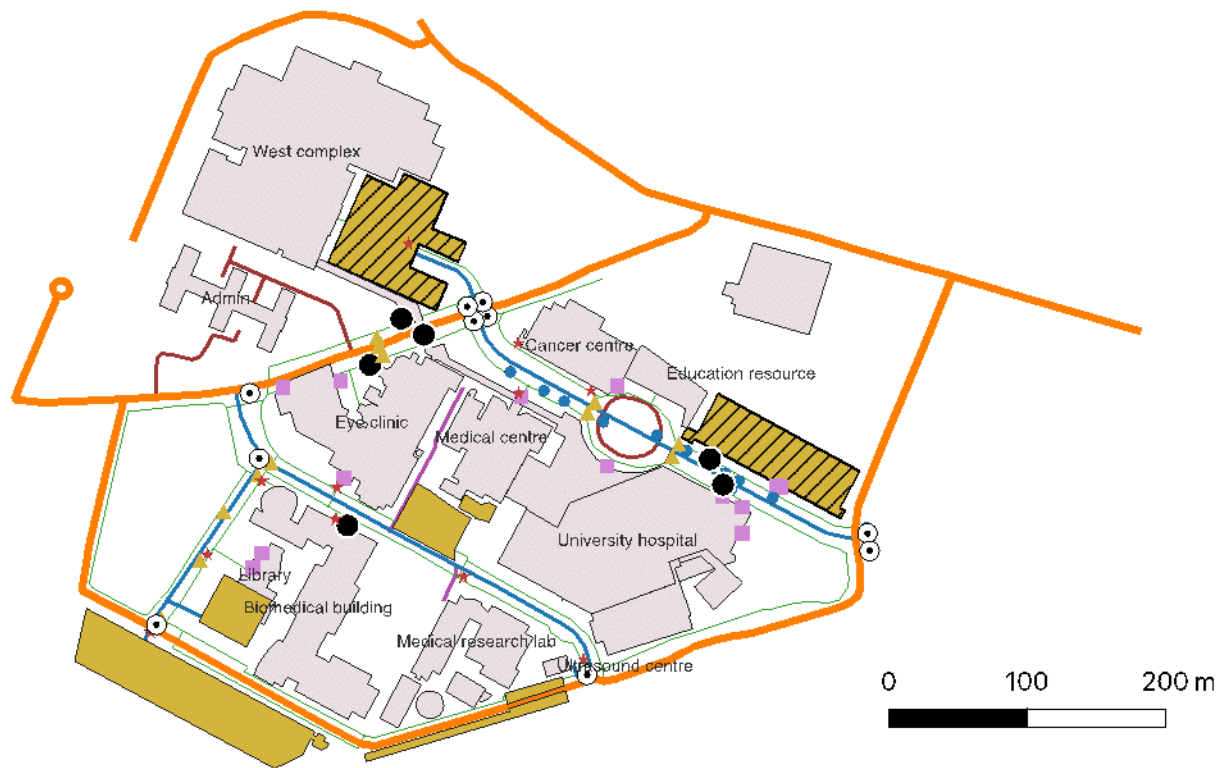 West complex
Admin
Cancer centre
Education resource
Eye clinic
Medical centre
University hospital
Library
Biomedical building
Medical research lab
Ultrasound centre
0 100 200 m